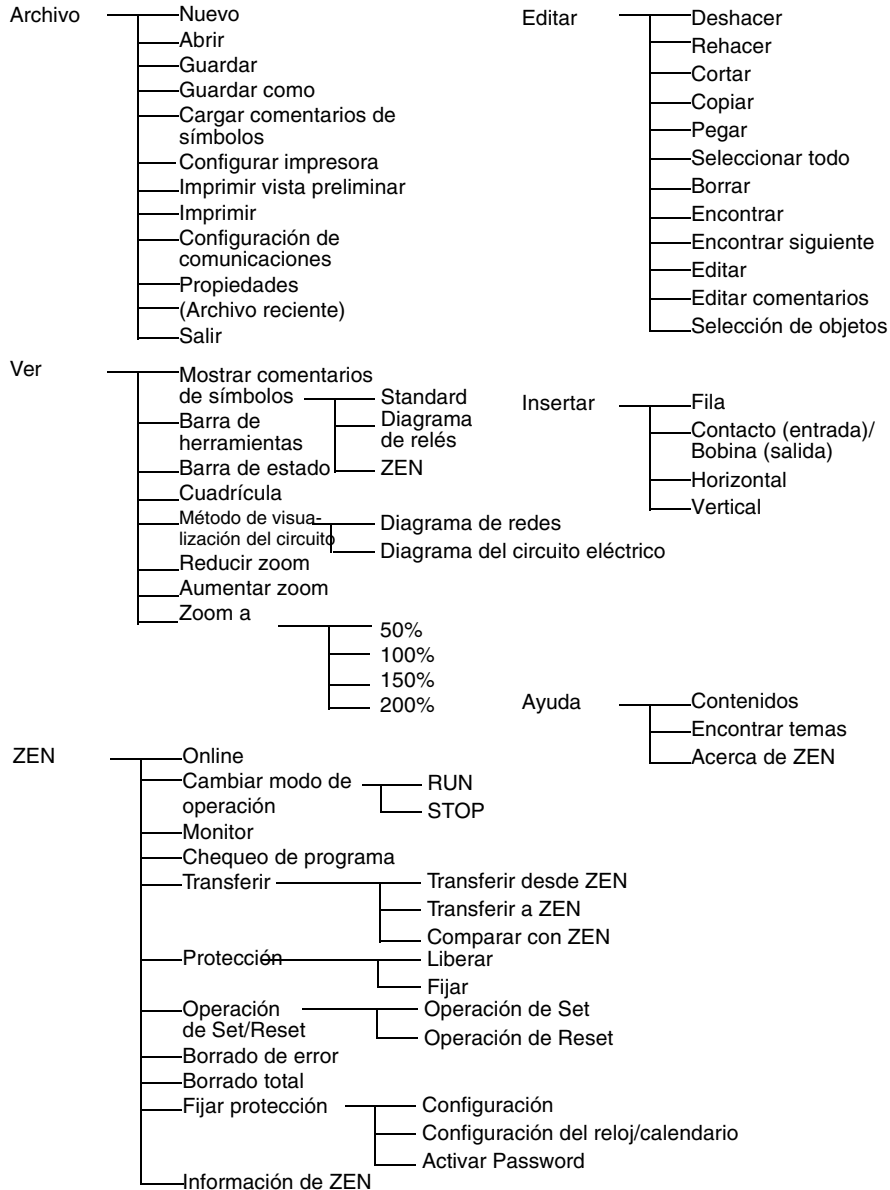 Archivo
Nuevo
Abrir
Guardar
Guardar como
Cargar comentarios de
símbolos
Configurar impresora
Imprimir vista preliminar
Imprimir
Configuración de
comunicaciones
Propiedades
(Archivo reciente)
Salir
Editar
Deshacer
Rehacer
Cortar
Copiar
Pegar
Seleccionar todo
Borrar
Encontrar
Encontrar siguiente
Editar
Editar comentarios
Selección de objetos
Ver
Mostrar comentarios
de símbolos
Standard
Diagrama
de relés
ZEN
Barra de
herramientas
Barra de estado
Cuadrícula
Método de visua-
lización del circuito
Diagrama de redes
Diagrama del circuito eléctrico
Reducir zoom
Aumentar zoom
Zoom a
50%
100%
150%
200%
Insertar
Fila
Contacto (entrada)/
Bobina (salida)
Horizontal
Vertical
Ayuda
Contenidos
Encontrar temas
Acerca de ZEN
ZEN
Online
Cambiar modo de
operación
RUN
STOP
Monitor
Chequeo de programa
Transferir
Transferir desde ZEN
Transferir a ZEN
Comparar con ZEN
Protección
Liberar
Fijar
Operación
de Set/Reset
Operación de Set
Operación de Reset
Borrado de error
Borrado total
Fijar protección
Configuración
Configuración del reloj/calendario
Activar Password
Información de ZEN